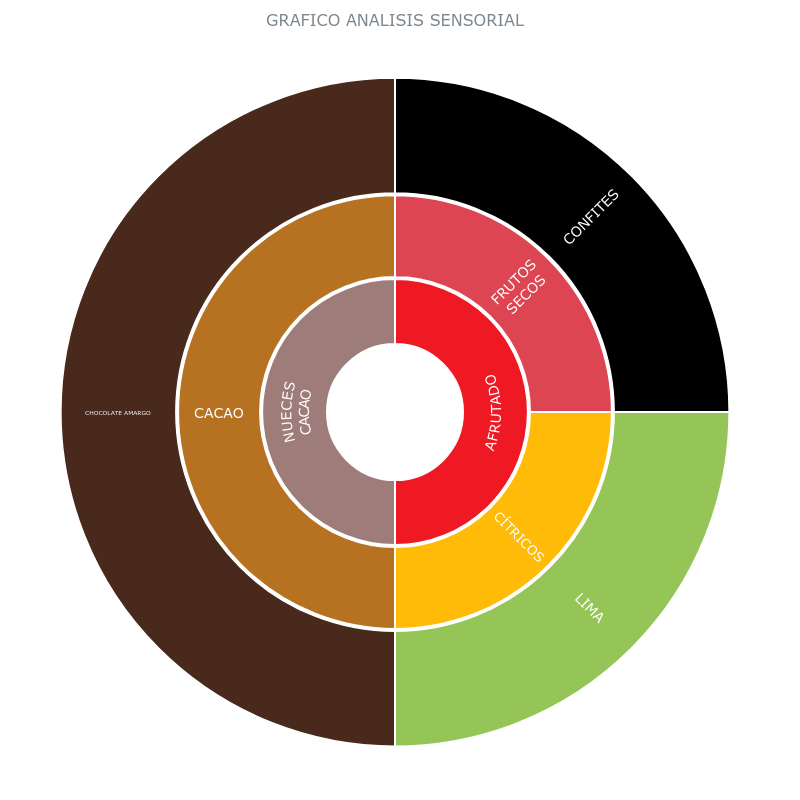 GRAFICO ANALISIS SENSORIAL
CONFITES
FRUTOS
SECOS
AFRUTADO
NUECES
CACAO
CACAO
CHOCOLATE AMARGO
CÍTRICOS
LIMA